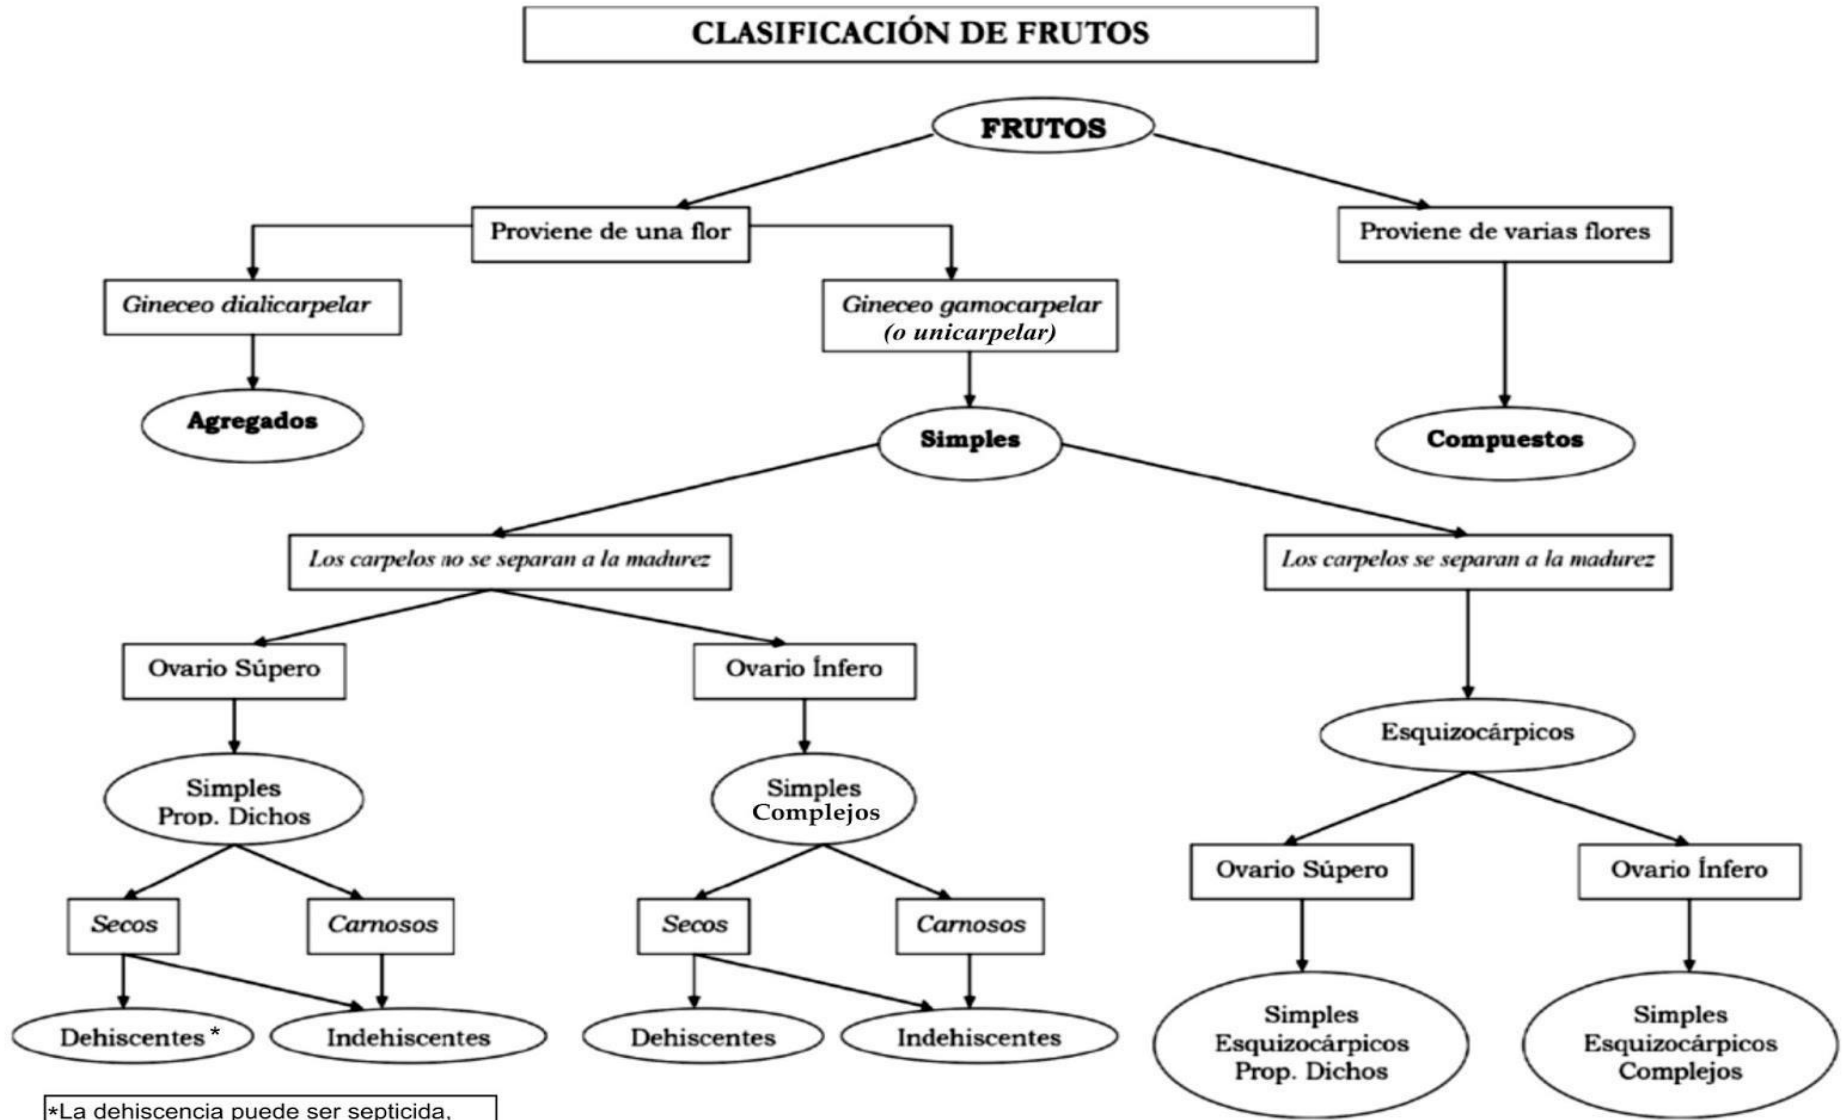 CLASIFICACIÓN DE FRUTOS
FRUTOS
Proviene de una flor
Proviene de varias flores
Gineceo dialicarpelar
Gineceo gamocarpelar
(o unicarpelar)
Agregados
Simples
Compuestos
Los carpelos no se separan a la madurez
Los carpelos se separan a la madurez
Ovario Súpero
Ovario Ínfero
Esquizocárpicos
Simples
Prop. Dichos
Simples
Complejos
Ovario Súpero
Ovario Ínfero
Secos
Carnosos
Secos
Carnosos
Dehiscentes *
Indehiscentes
Dehiscentes
Indehiscentes
Simples
Esquizocárpicos
Prop. Dichos
Simples
Esquizocárpicos
Complejos
*La dehiscencia puede ser septicida,